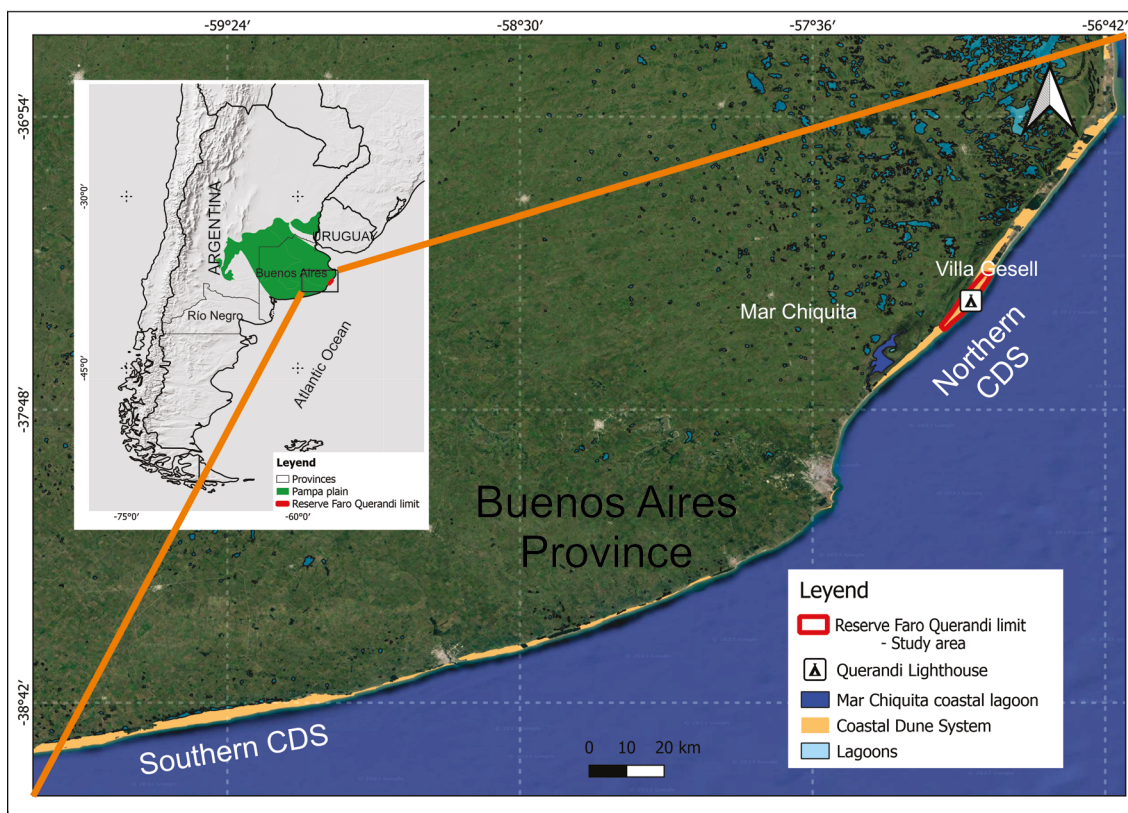 -59°24'
-58°30'
-57°36'
-56°42'
-36°54'
-37°48'
-38°42'
-30°0'
-45°0'
-75°0'
-60°0'
ARGENTINA
URUGUAY
Buenos Aires
Río Negro
Atlantic Ocean
Leyend
Provinces
Pampa plain
Reserve Faro Querandi limit
Villa Gesell
Mar Chiquita
Northern
CDS
Buenos Aires
Province
Southern CDS
0 10 20 km
Leyend
Reserve Faro Querandi limit
- Study area
Querandi Lighthouse
Mar Chiquita coastal lagoon
Coastal Dune System
Lagoons